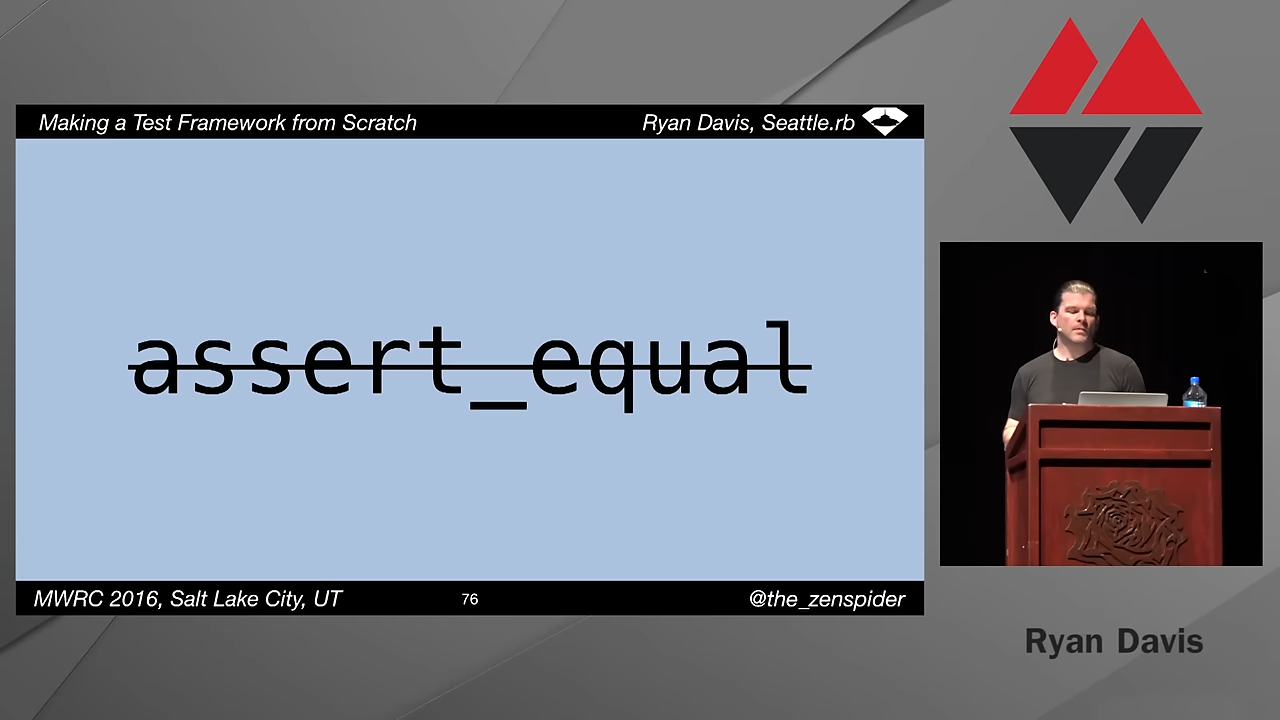 Making a Test Framework from Scratch
Ryan Davis, Seattle.rb
assert_equal
MWRC 2016, Salt Lake City, UT
76
@the_zenspider
Ryan Davis